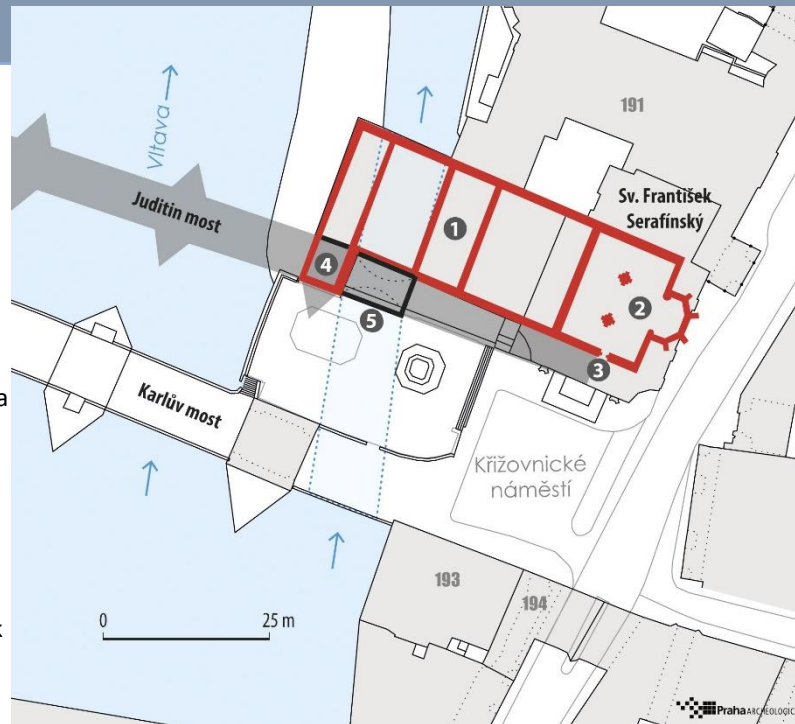 Vltava
191
Juditin most
Sv. František
Serafínský
1
2
4
5
3
a
Karlův most
Křižovnické
náměstí
193
194
k
0
25 m
Praha ARCHEOLOGIC